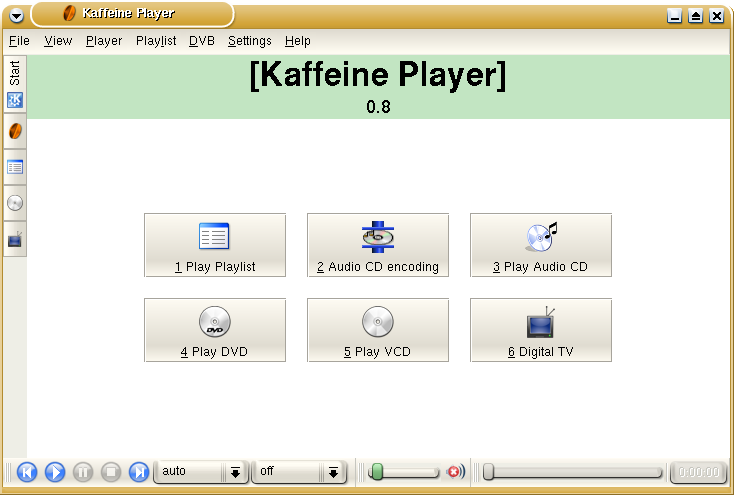 Kaffeine Player
File View Player Playlist DVB Settings Help
Start
[Kaffeine Player]
0.8
1 Play Playlist
2 Audio CD encoding
3 Play Audio CD
DVD
4 Play DVD
5 Play VCD
6 Digital TV
auto
off
0:00:00